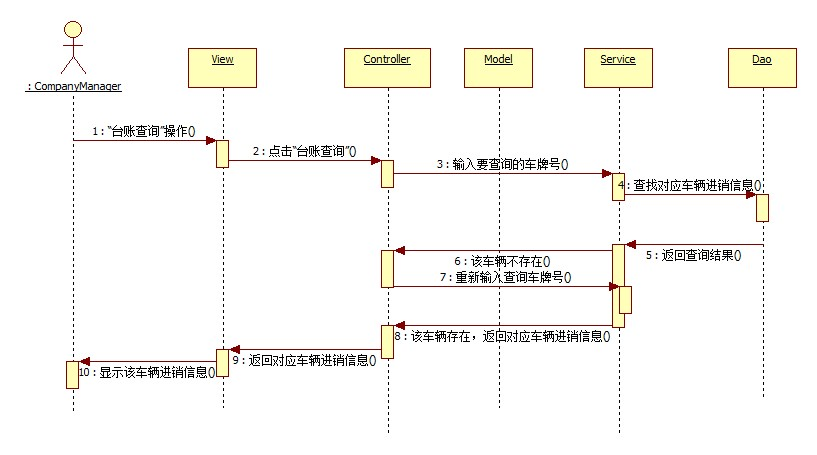 View
Controller
Model
Service
Dao
: CompanyManager
1 : “台账查询”操作()
2 : 点击“台账查询”()
3 : 输入要查询的车牌号()
4 : 查找对应车辆进销信息()
5 : 返回查询结果()
6 : 该车辆不存在()
7 : 重新输入查询车牌号()
8 : 该车辆存在，返回对应车辆进销信息()
9 : 返回对应车辆进销信息()
10 : 显示该车辆进销信息()